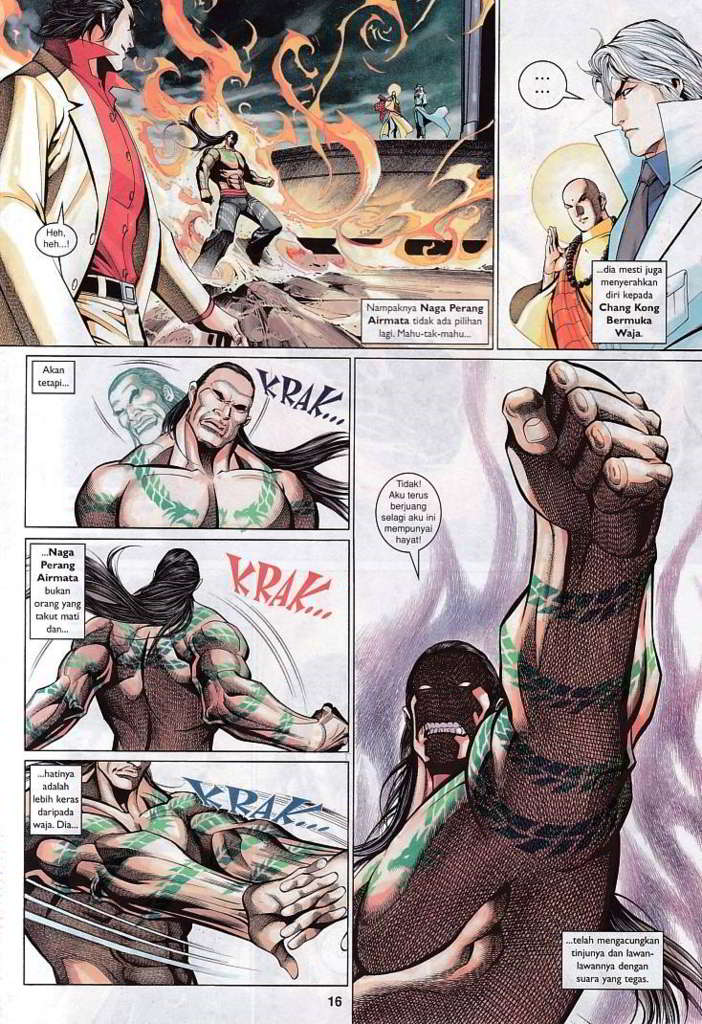 Heh,
heh...!
Nampaknya Naga Perang
Airmata tidak ada pilihan
lagi. Mahu-tak-mahu...
...
...
...dia mesti juga
menyerahkan
diri kepada
Chang Kong
Bermuka
Waja.
Akan
tetapi...
KRAK...
...Naga
Perang
Airmata
bukan
orang yang
takut mati
dan...
KRAK...
...hatinya
adalah
lebih keras
daripada
waja. Dia...
KRAK...
Tidak!
Aku terus
berjuang
selagi aku ini
mempunyai
hayat!
...telah mengacungkan
tinjunya dan lawan-
lawannya dengan
suara yang tegas.
16